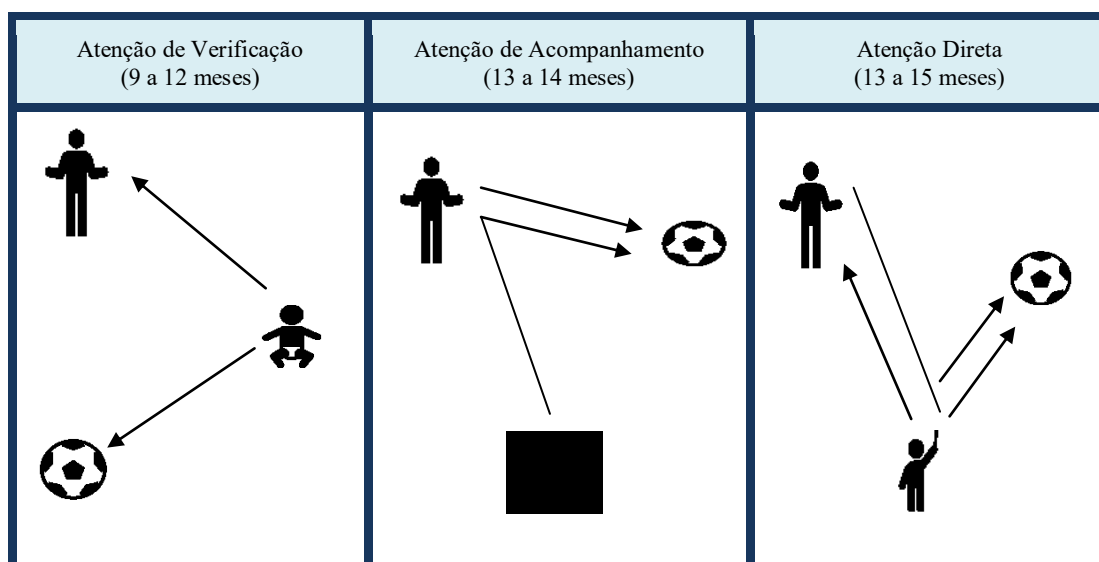 Atenção de Verificação
(9 a 12 meses)
Atenção de Acompanhamento
(13 a 14 meses)
Atenção Direta
(13 a 15 meses)